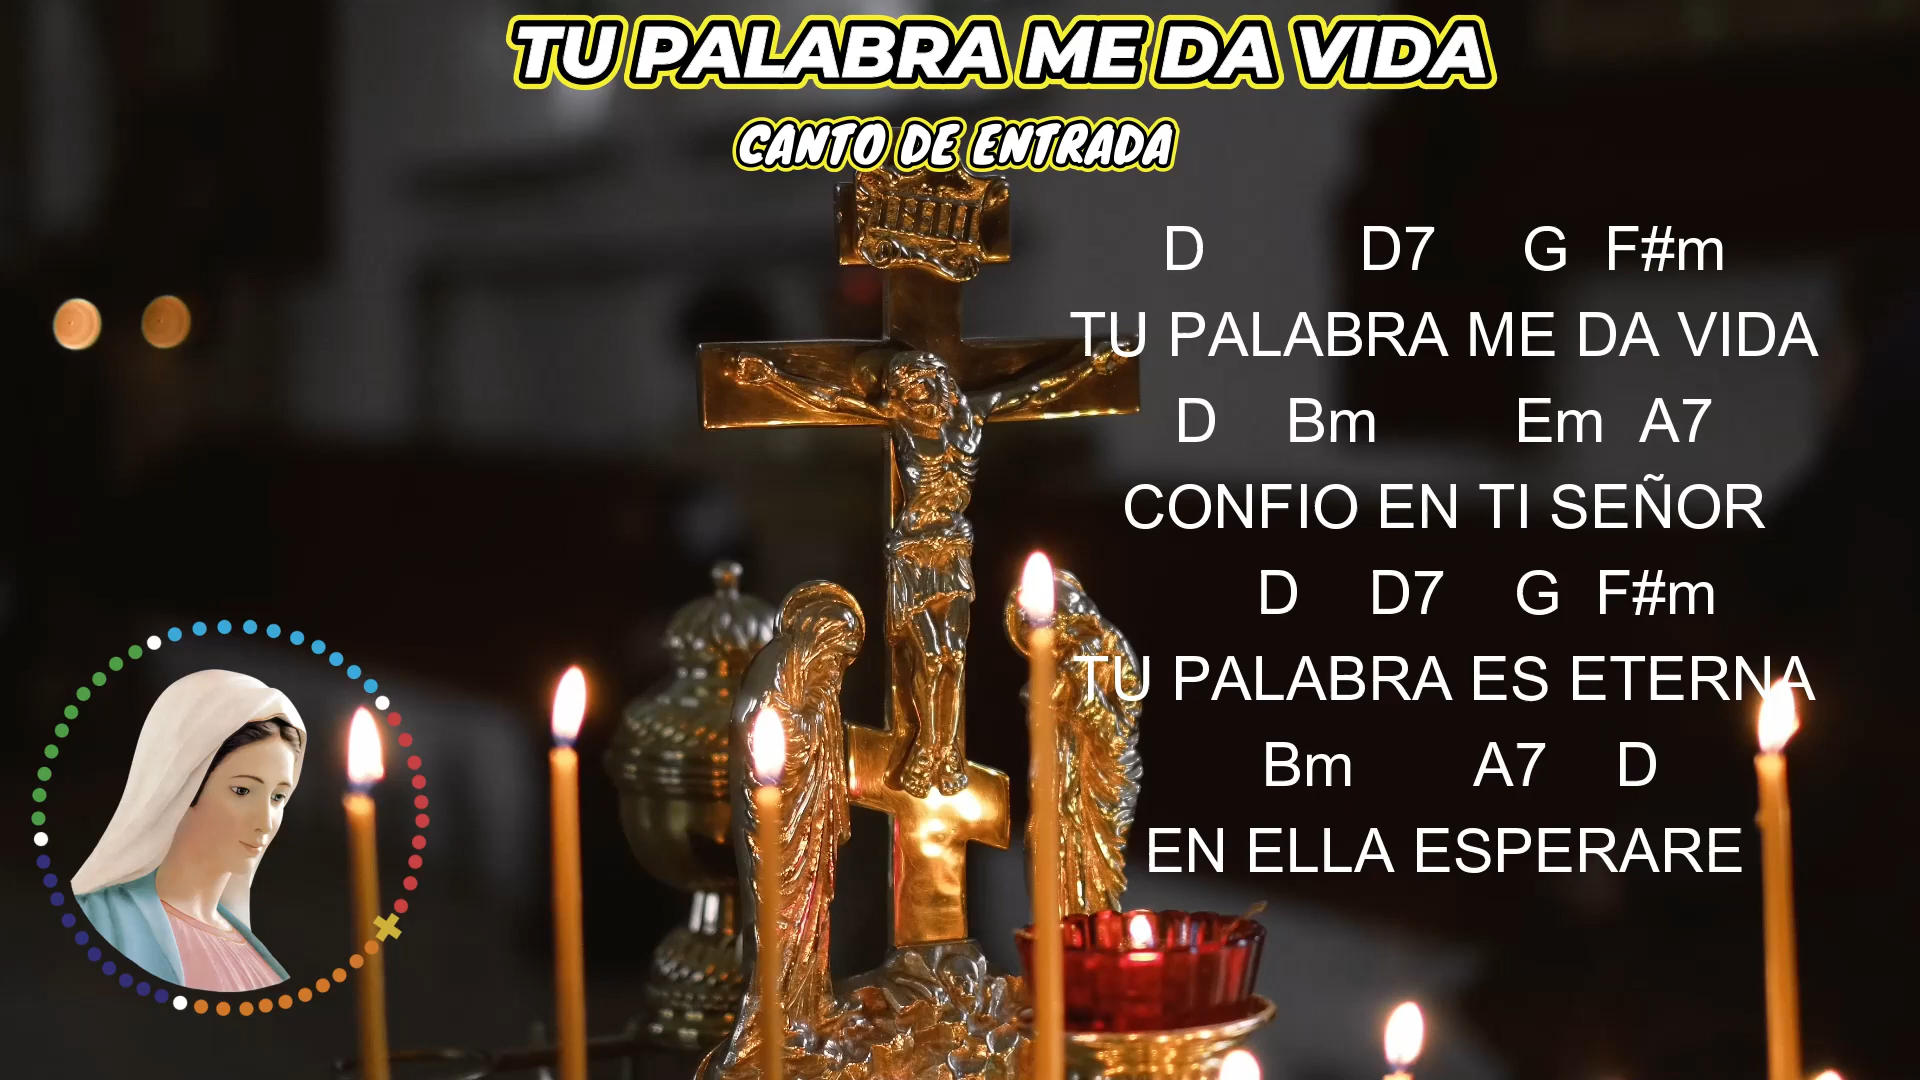 TU PALABRA ME DA VIDA
CANTO DE ENTRADA
D D7 G F#m
TU PALABRA ME DA VIDA
D Bm Em A7
CONFIO EN TI SEÑOR
D D7 G F#m
TU PALABRA ES ETERNA
Bm A7 D
EN ELLA ESPERARE